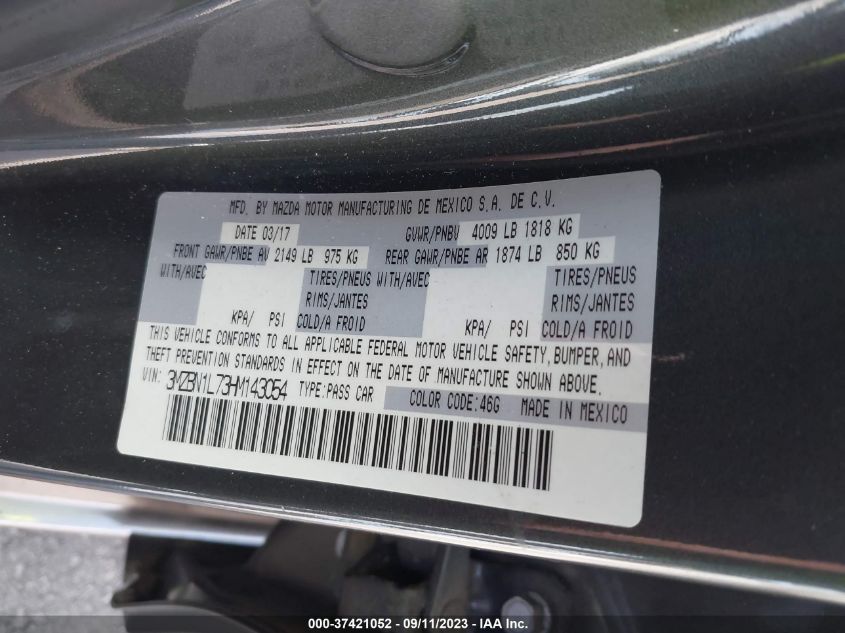 MFD. BY MAZDA MOTOR MANUFACTURING DE MEXICO S.A. DE C.V.
DATE 03/17 GVWR/PNBV 4009 LB 1818 KG
FRONT GAWR/PNBE AV 2149 LB 975 KG REAR GAWR/PNBE AR 1874 LB 850 KG
WITH/AVEC TIRES/PNEUS WITH/AVEC TIRES/PNEUS
RIMS/JANTES RIMS/JANTES
KPA/ PSI COLD/A FROID KPA/ PSI COLD/A FROID
THIS VEHICLE CONFORMS TO ALL APPLICABLE FEDERAL MOTOR VEHICLE SAFETY, BUMPER, AND
THEFT PREVENTION STANDARDS IN EFFECT ON THE DATE OF MANUFACTURE SHOWN ABOVE.
VIN: 3MZBN1L73HM143054 TYPE:PASS CAR COLOR CODE:46G MADE IN MEXICO
000-37421052 - 09/11/2023 - IAA Inc.